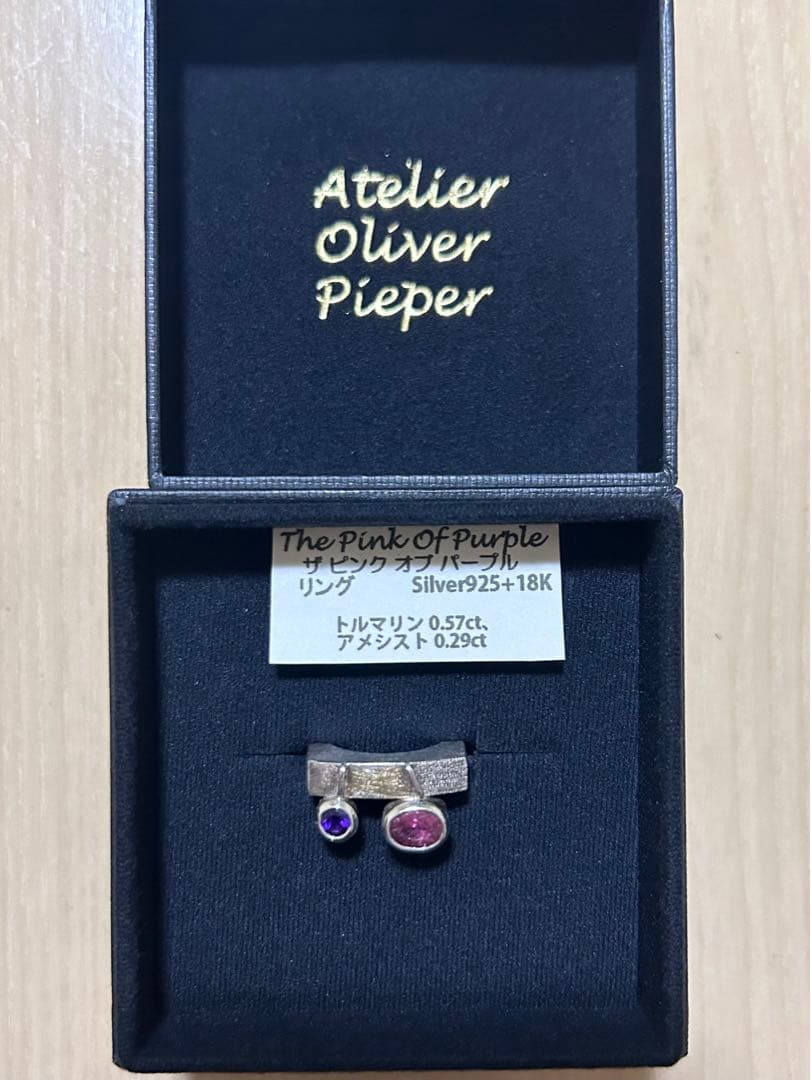 Atelier
Oliver
Pieper
The Pink Of Purple
ザ ピンク オブ パープル
リング Silver925+18K
トルマリン 0.57ct、
アメシスト 0.29ct